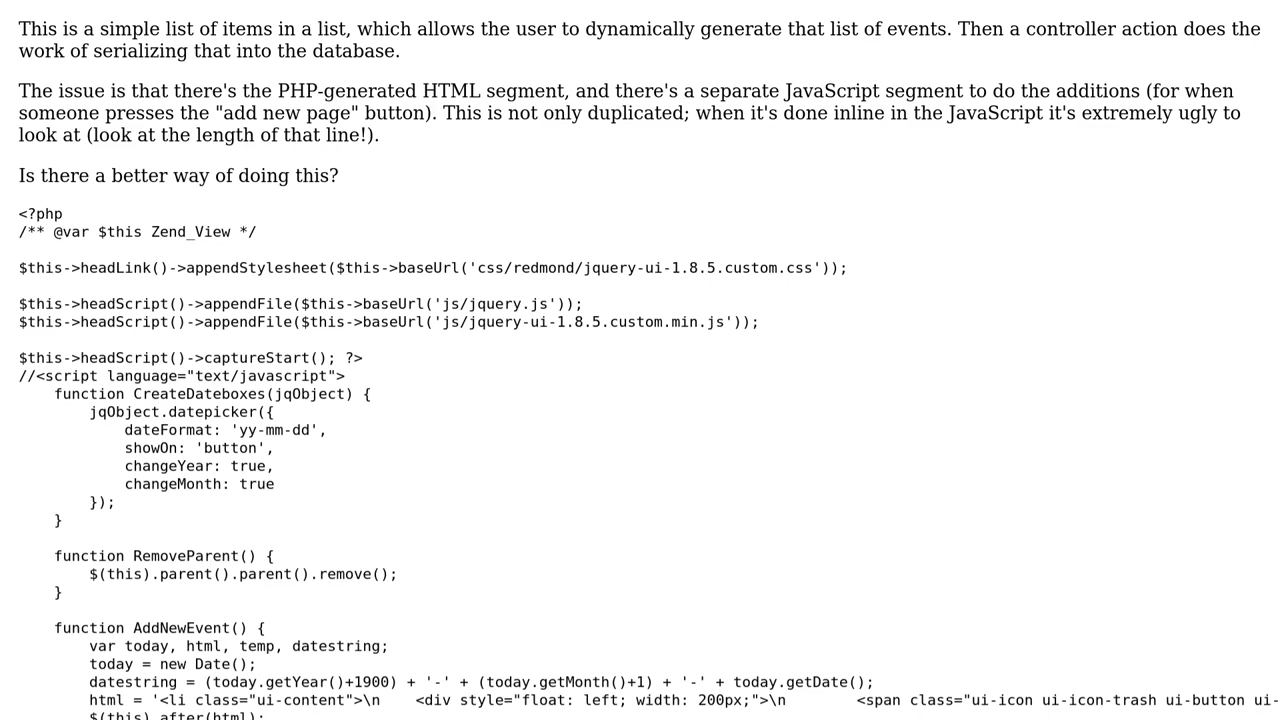 This is a simple list of items in a list, which allows the user to dynamically generate that list of events. Then a controller action does the
work of serializing that into the database.
The issue is that there's the PHP-generated HTML segment, and there's a separate JavaScript segment to do the additions (for when
someone presses the "add new page" button). This is not only duplicated; when it's done inline in the JavaScript it's extremely ugly to
look at (look at the length of that line!).
Is there a better way of doing this?
<?php
/** @var $this Zend_View */
$this->headLink()->appendStylesheet($this->baseUrl('css/redmond/jquery-ui-1.8.5.custom.css'));
$this->headScript()->appendFile($this->baseUrl('js/jquery.js'));
$this->headScript()->appendFile($this->baseUrl('js/jquery-ui-1.8.5.custom.min.js'));
$this->headScript()->captureStart(); ?>
//<script language="text/javascript">
    function CreateDateboxes(jqObject) {
        jqObject.datepicker({
            dateFormat: 'yy-mm-dd',
            showOn: 'button',
            changeYear: true,
            changeMonth: true
        });
    }
    function RemoveParent() {
        $(this).parent().parent().remove();
    }
    function AddNewEvent() {
        var today, html, temp, datestring;
        today = new Date();
        datestring = (today.getYear()+1900) + '-' + (today.getMonth()+1) + '-' + today.getDate();
        html = '<li class="ui-content">\n    <div style="float: left; width: 200px;">\n        <span class="ui-icon ui-icon-trash ui-button ui-
        $(this).after(html);